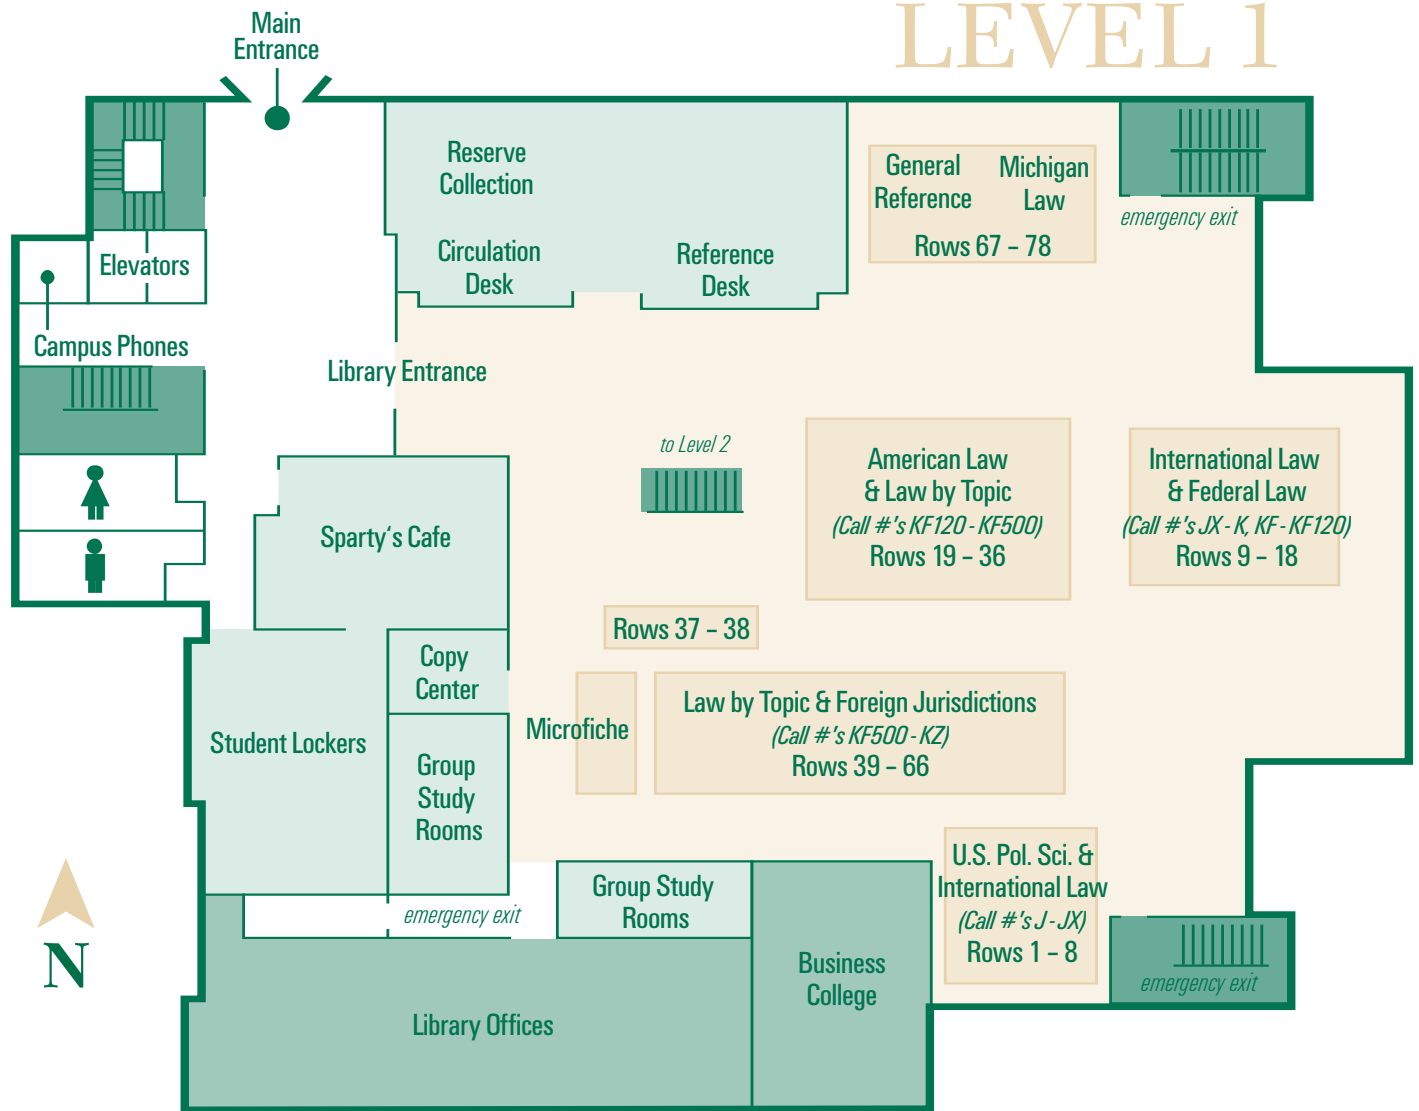 LEVEL 1
Main
Entrance
Reserve
Collection
General
Reference
Michigan
Law
Rows 67 – 78
emergency exit
Circulation
Desk
Reference
Desk
Elevators
Campus Phones
Library Entrance
to Level 2
American Law
& Law by Topic
(Call #'s KF120 - KF500)
Rows 19 – 36
International Law
& Federal Law
(Call #'s JX - K, KF - KF120)
Rows 9 – 18
Sparty's Cafe
Rows 37 – 38
Copy
Center
Student Lockers
Group
Study
Rooms
Microfiche
Law by Topic & Foreign Jurisdictions
(Call #'s KF500 - KZ)
Rows 39 – 66
U.S. Pol. Sci. &
International Law
(Call #'s J - JX)
Rows 1 – 8
Group Study
Rooms
emergency exit
Business
College
emergency exit
Library Offices
N